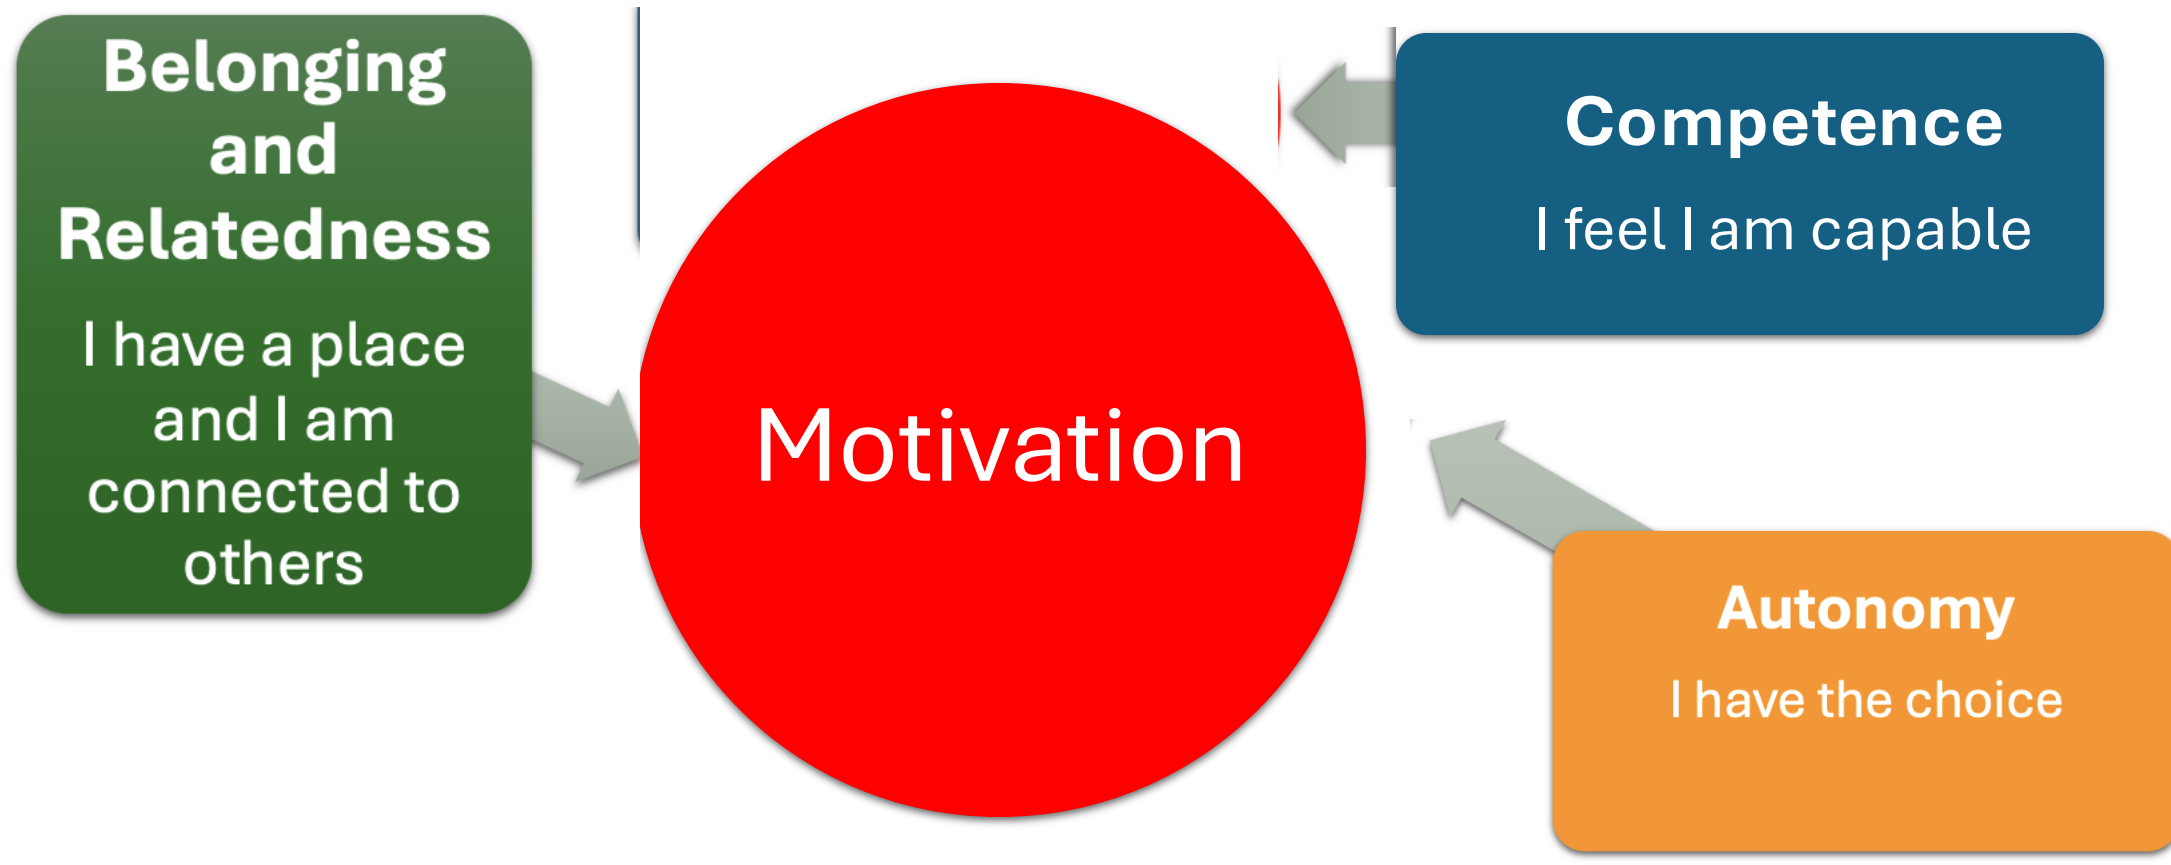 Belonging
and
Relatedness
I have a place
and I am
connected to
others
Motivation
Competence
I feel I am capable
Autonomy
I have the choice